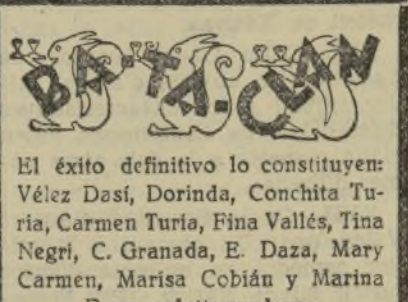 BA-TA-CLAN
El éxito definitivo lo constituyen:
Vélez Dasí, Dorinda, Conchita Tu-
ria, Carmen Turia, Fina Vallés, Tina
Negri, C. Granada, E. Daza, Mary
Carmen, Marisa Cobián y Marina